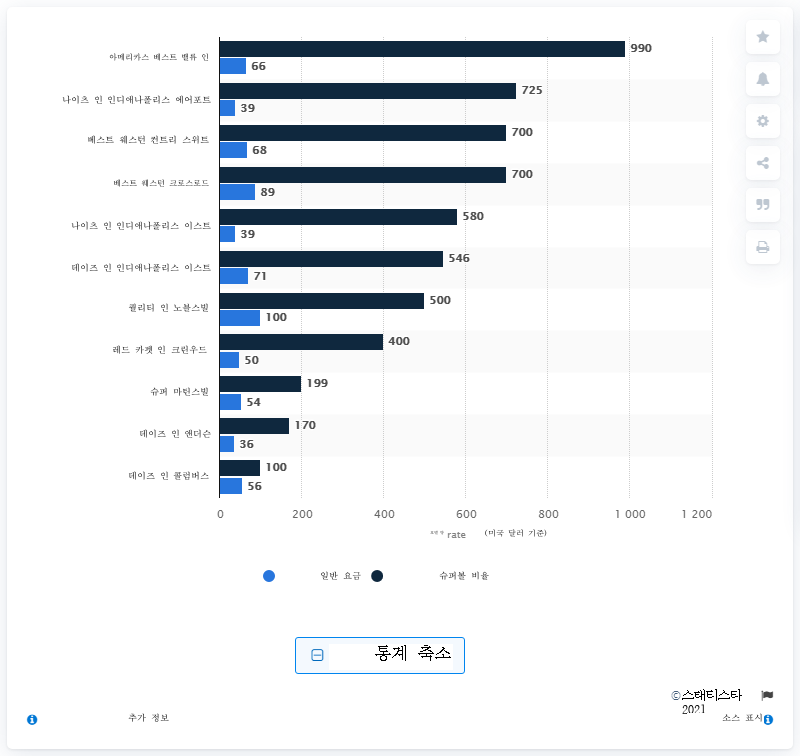 아메리카스 베스트 밸류 인
990
66
나이츠 인 인디애나폴리스 에어포트
725
39
베스트 웨스턴 컨트리 스위트
700
68
베스트 웨스턴 크로스로드
700
89
나이츠 인 인디애나폴리스 이스트
580
39
데이즈 인 인디애나폴리스 이스트
546
71
퀄리티 인 노블스빌
500
100
레드 카펫 인 그린우드
400
50
슈퍼 마틴스빌
199
54
데이즈 인 앤더슨
170
36
데이즈 인 콜럼버스
100
56
0 200 400 600 800 1 000 1 200
rate (미국 달러 기준)
일반 요금 슈퍼볼 비율
통계 축소
©스태티스타 2021
추가 정보 소스 표시